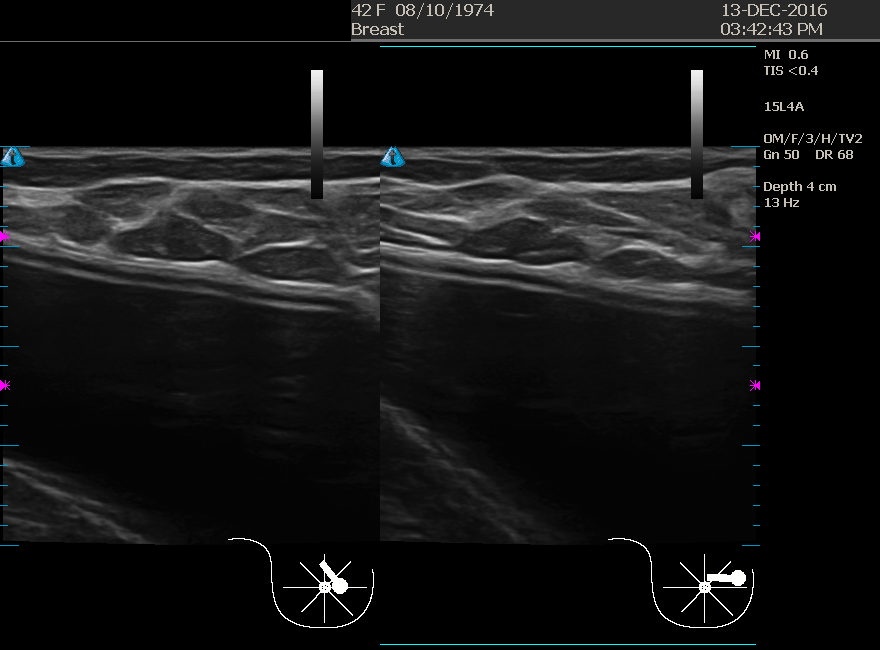 42 F 08/10/1974 13-DEC-2016
Breast 03:42:43 PM
MI 0.6
TIS <0.4
15L4A
OM/F/3/H/TV2
Gn 50 DR 68
Depth 4 cm
13 Hz